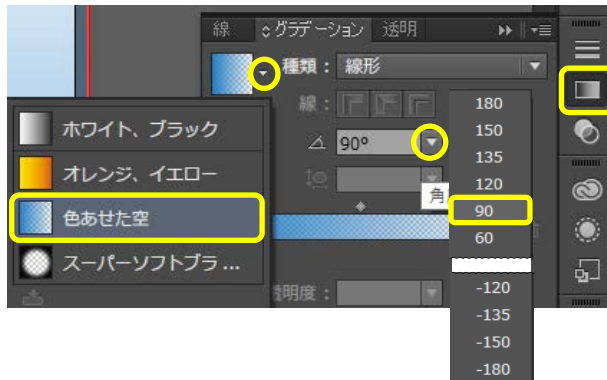 線 グラデーション 透明
種類： 線形
線：
90°
ホワイト、ブラック
オレンジ、イエロー
色あせた空
スーパーソフトブラ ...
角
透明度：
180
150
135
120
90
60
-120
-135
-150
-180